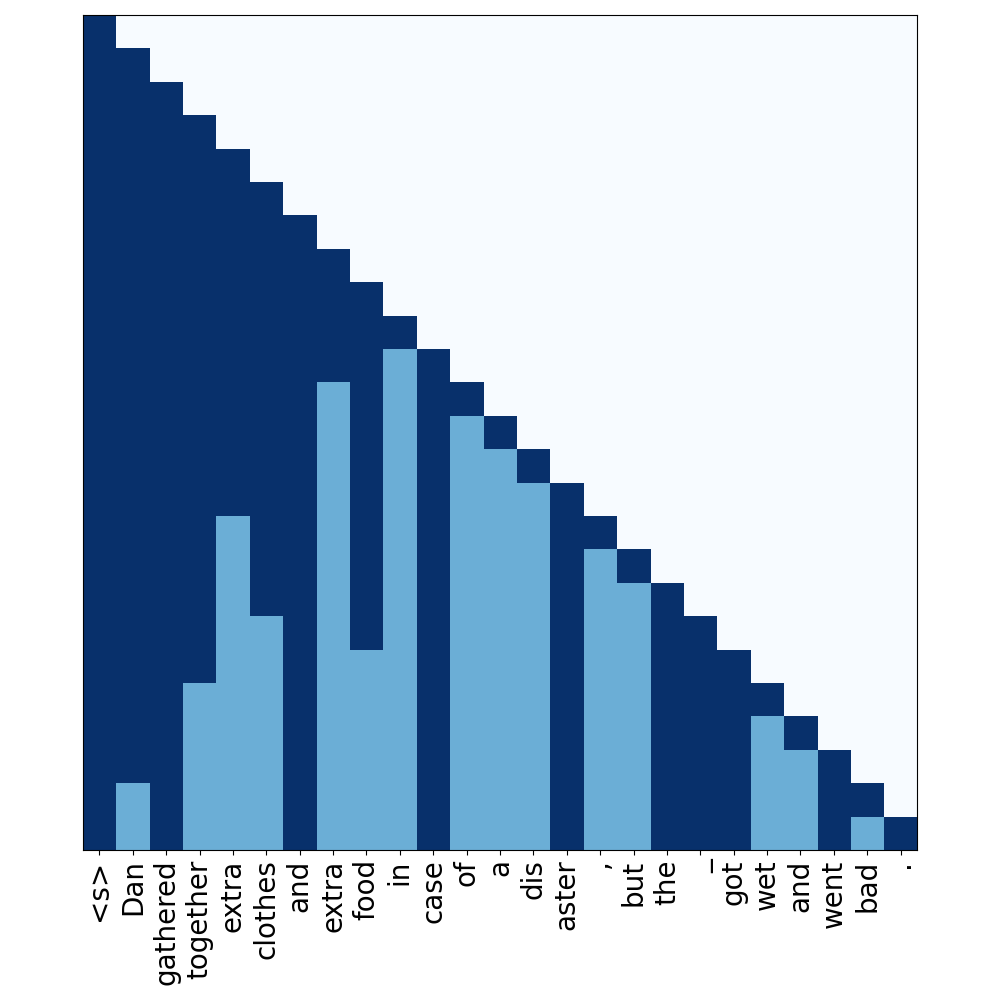 <s> Dan gathered together extra clothes and extra food in case of a dis aster , but the _ got wet and went bad .